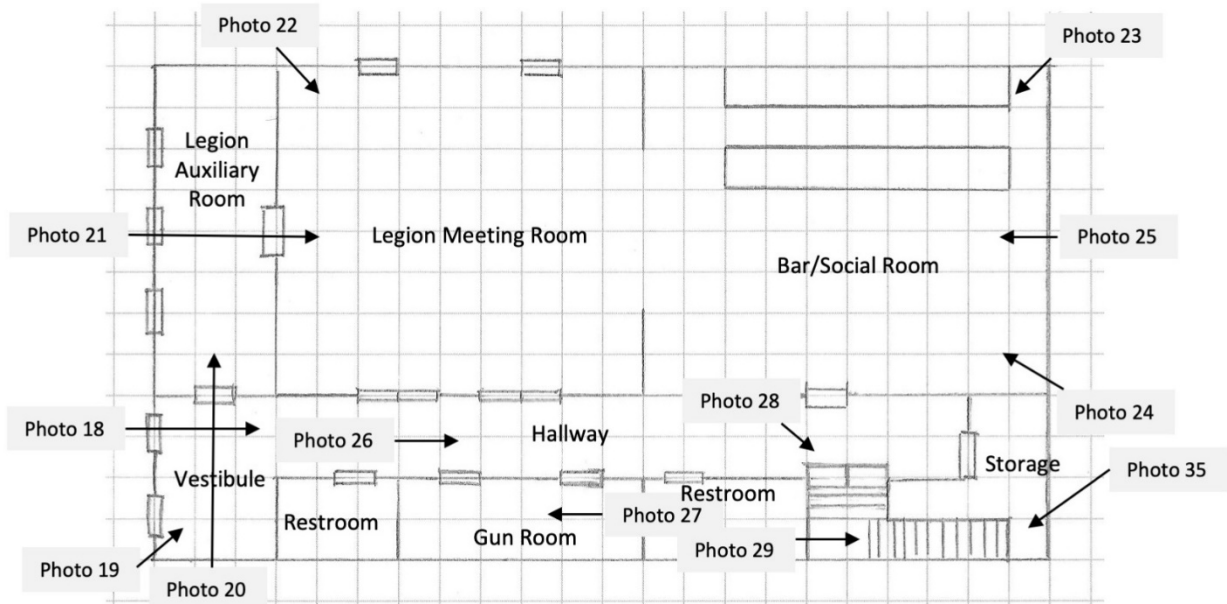 Photo 22
Photo 23
Legion
Auxiliary
Room
Photo 21
Legion Meeting Room
Photo 25
Bar/Social Room
Photo 28
Photo 24
Photo 18
Photo 26
Hallway
Vestibule
Storage
Photo 35
Restroom
Restroom
Photo 27
Gun Room
Photo 29
Photo 19
Photo 20